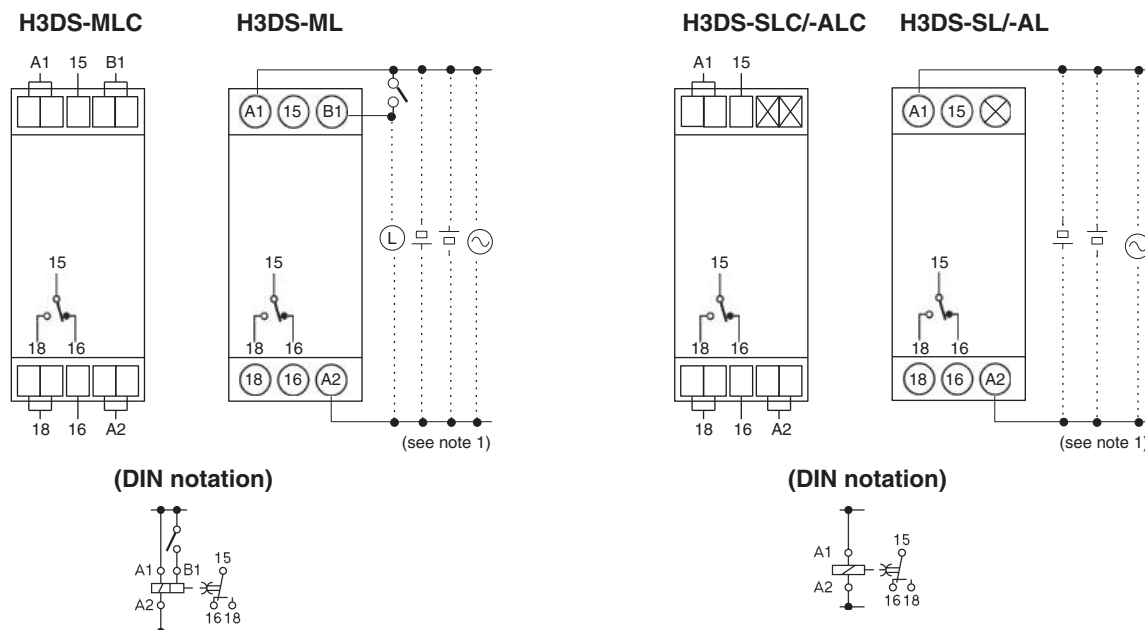 H3DS-MLC H3DS-ML H3DS-SLC/-ALC H3DS-SL/-AL
A1 15 B1
A1 15
A1 15 B1
A1 15
L
15
15
15
15
18 16
18 16
18 16
18 16
18 16 A2
18 16 A2
18 16 A2
18 16 A2
(see note 1)
(see note 1)
(DIN notation)
(DIN notation)
15
A1 B1
A2
16 18
15
A1
A2
16 18